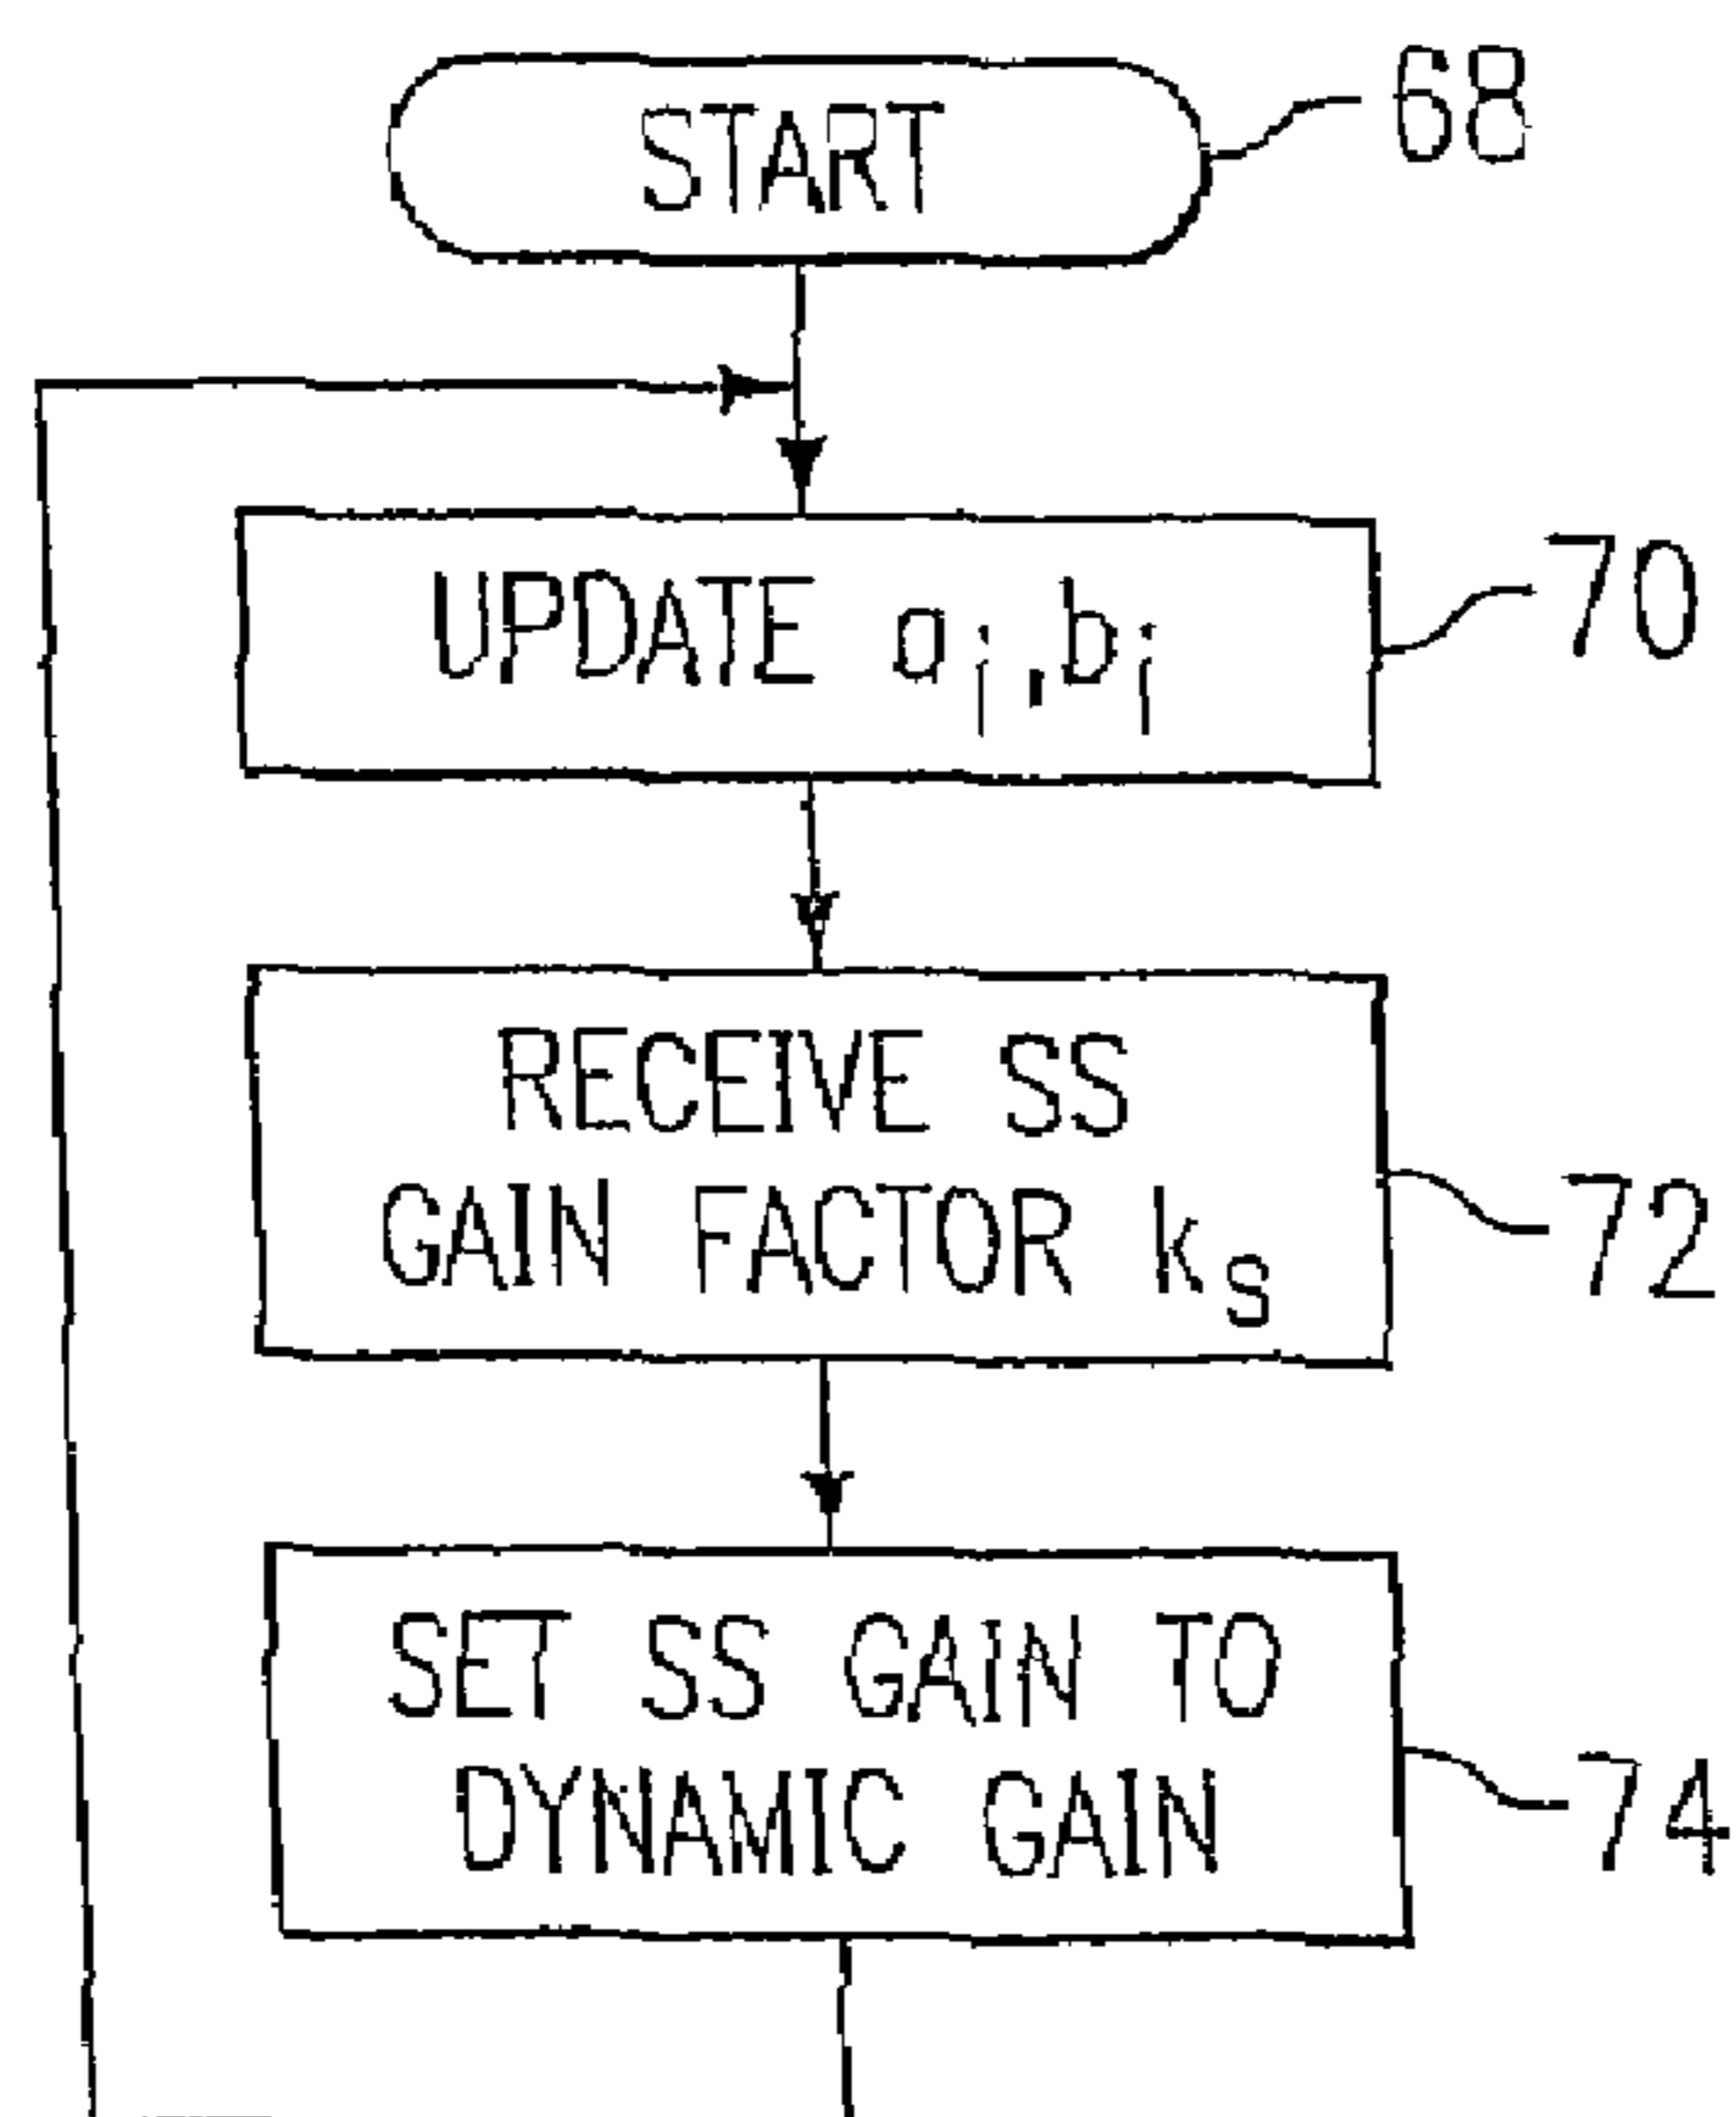 START
68
UPDATE aᵢ,bᵢ
70
RECEIVE SS
GAIN FACTOR kₛ
72
SET SS GAIN TO
DYNAMIC GAIN
74